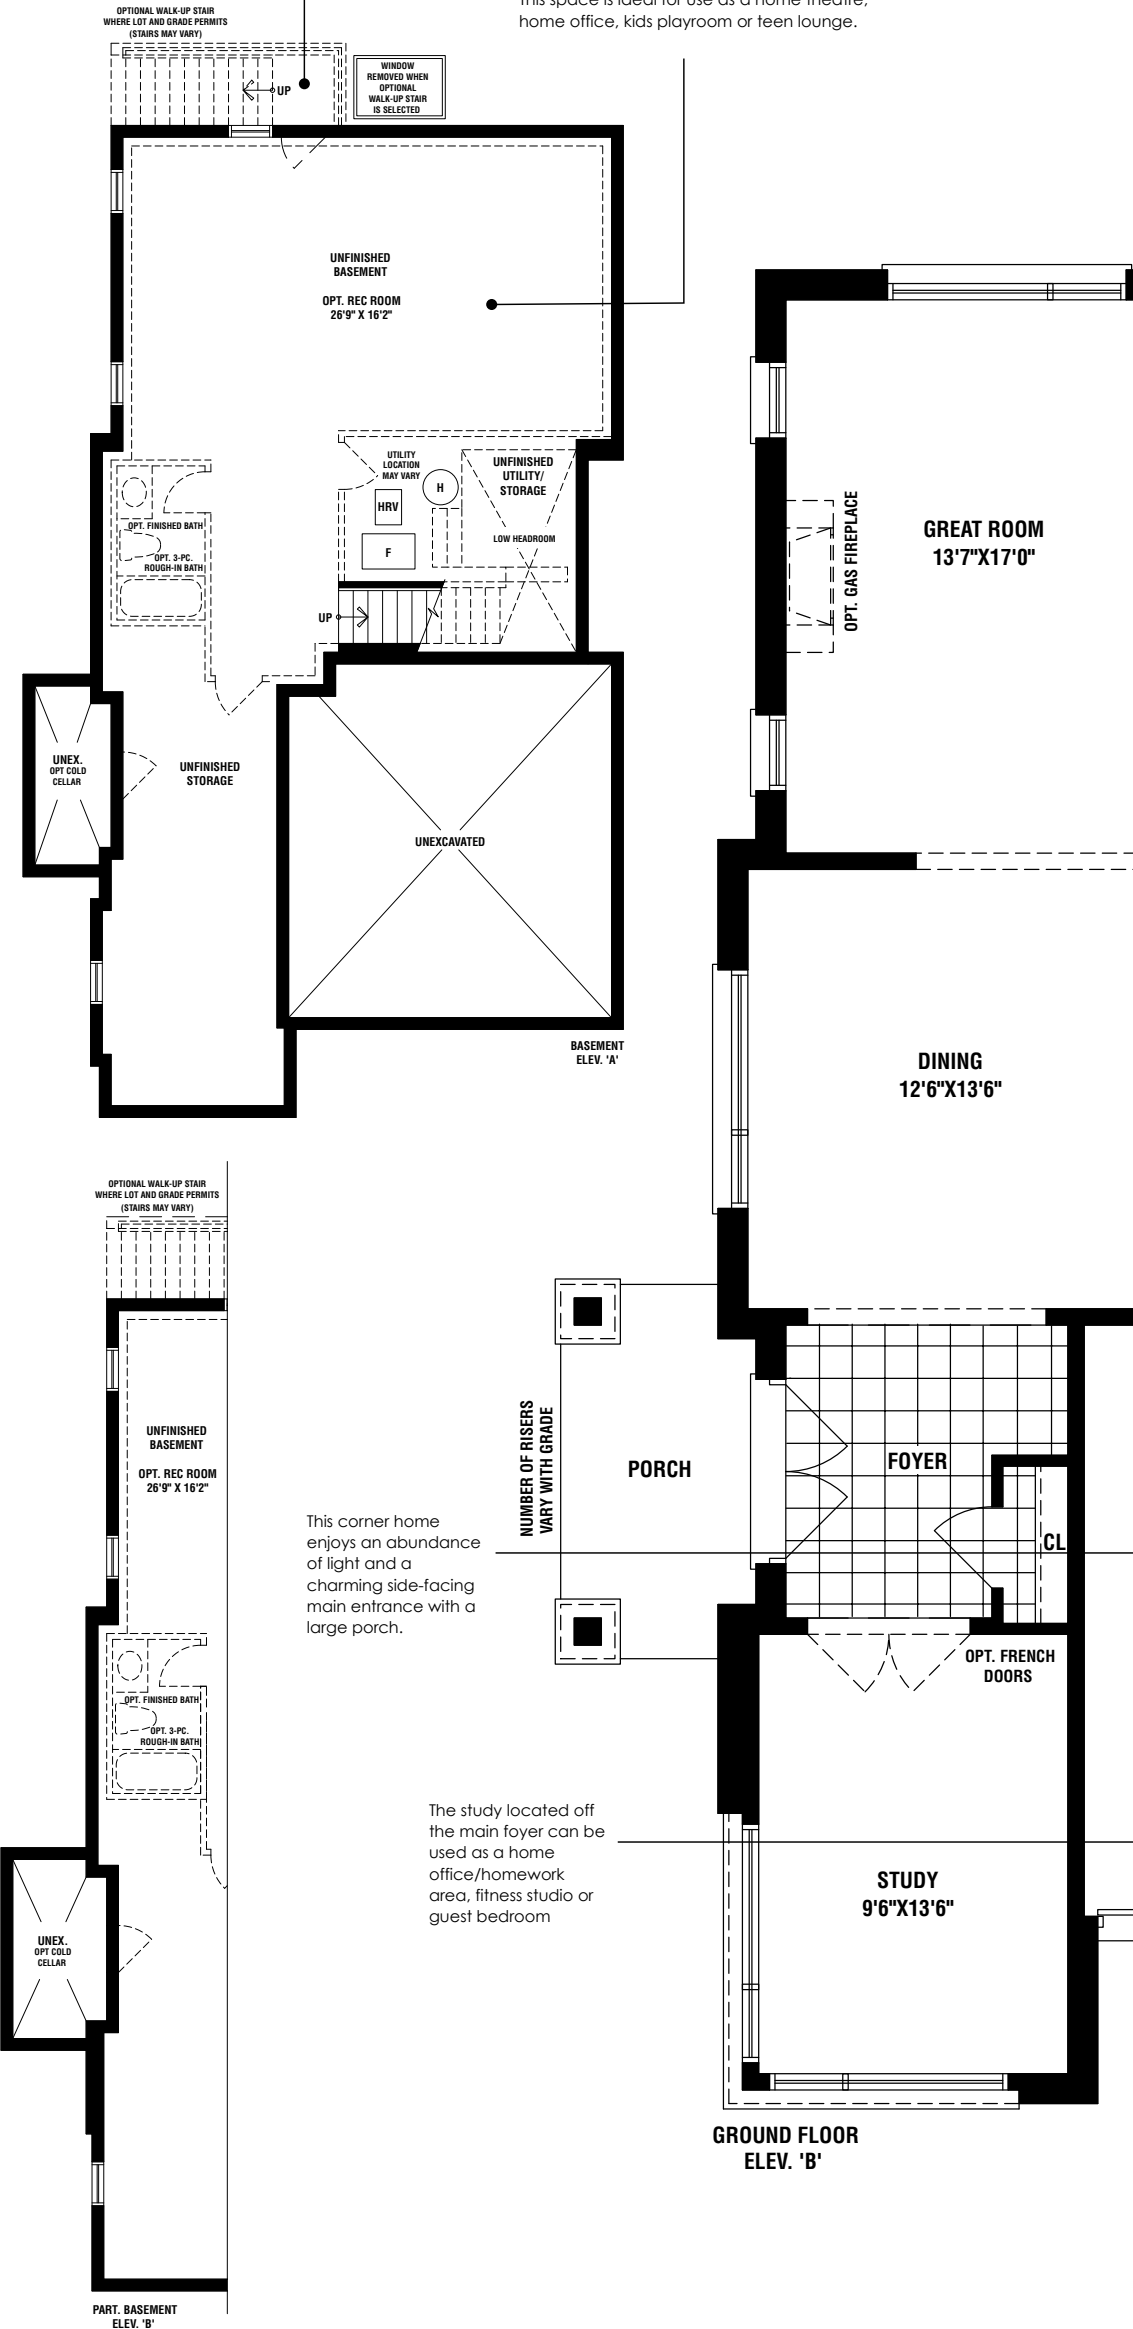 This space is ideal for use as a home theatre,
home office, kids playroom or teen lounge.
OPTIONAL WALK-UP STAIR
WHERE LOT AND GRADE PERMITS
(STAIRS MAY VARY)
UP
WINDOW
REMOVED WHEN
OPTIONAL
WALK-UP STAIR
IS SELECTED
UNFINISHED
BASEMENT
OPT. REC ROOM
26'9" X 16'2"
UTILITY
LOCATION
MAY VARY
UNFINISHED
UTILITY/
STORAGE
H
HRV
F
LOW HEADROOM
OPT. FINISHED BATH
OPT. 3-PC.
ROUGH-IN BATH
UP
UNEX.
OPT COLD
CELLAR
UNFINISHED
STORAGE
UNEXCAVATED
BASEMENT
ELEV. 'A'
OPTIONAL WALK-UP STAIR
WHERE LOT AND GRADE PERMITS
(STAIRS MAY VARY)
UNFINISHED
BASEMENT
OPT. REC ROOM
26'9" X 16'2"
OPT. FINISHED BATH
OPT. 3-PC.
ROUGH-IN BATH
UNEX.
OPT COLD
CELLAR
PART. BASEMENT
ELEV. 'B'
This corner home
enjoys an abundance
of light and a
charming side-facing
main entrance with a
large porch.
The study located off
the main foyer can be
used as a home
office/homework
area, fitness studio or
guest bedroom
GREAT ROOM
13'7"X17'0"
OPT. GAS FIREPLACE
DINING
12'6"X13'6"
NUMBER OF RISERS
VARY WITH GRADE
PORCH
FOYER
CL
OPT. FRENCH
DOORS
STUDY
9'6"X13'6"
GROUND FLOOR
ELEV. 'B'